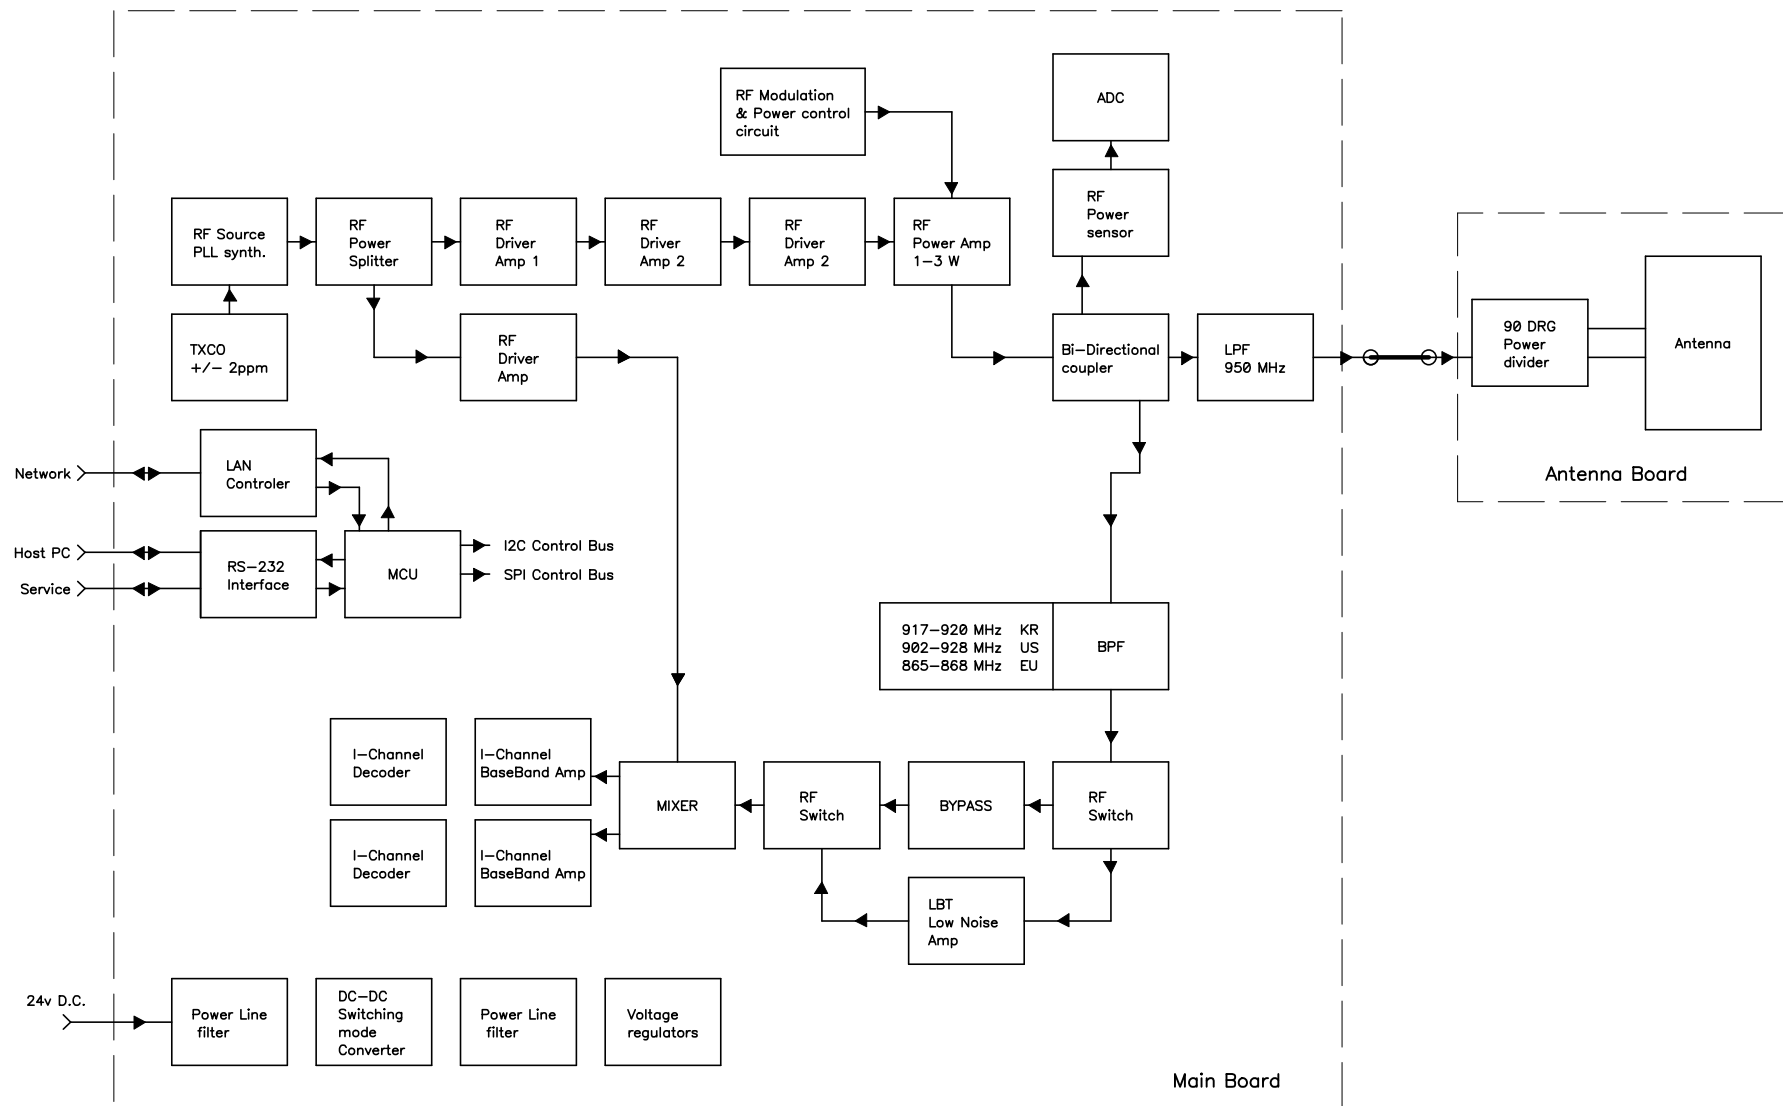 RF Modulation
& Power control
circuit
ADC
RF Source
PLL synth.
RF
Power
Splitter
RF
Driver
Amp 1
RF
Driver
Amp 2
RF
Driver
Amp 2
RF
Power Amp
1-3 W
RF
Power
sensor
TXCO
+/- 2ppm
RF
Driver
Amp
Bi-Directional
coupler
LPF
950 MHz
90 DRG
Power
divider
Antenna
Antenna Board
Network
LAN
Controler
Host PC
Service
RS-232
Interface
MCU
I2C Control Bus
SPI Control Bus
917-920 MHz KR
902-928 MHz US
865-868 MHz EU
BPF
I-Channel
Decoder
I-Channel
BaseBand Amp
MIXER
RF
Switch
BYPASS
RF
Switch
I-Channel
Decoder
I-Channel
BaseBand Amp
LBT
Low Noise
Amp
24v D.C.
Power Line
filter
DC-DC
Switching
mode
Converter
Power Line
filter
Voltage
regulators
Main Board